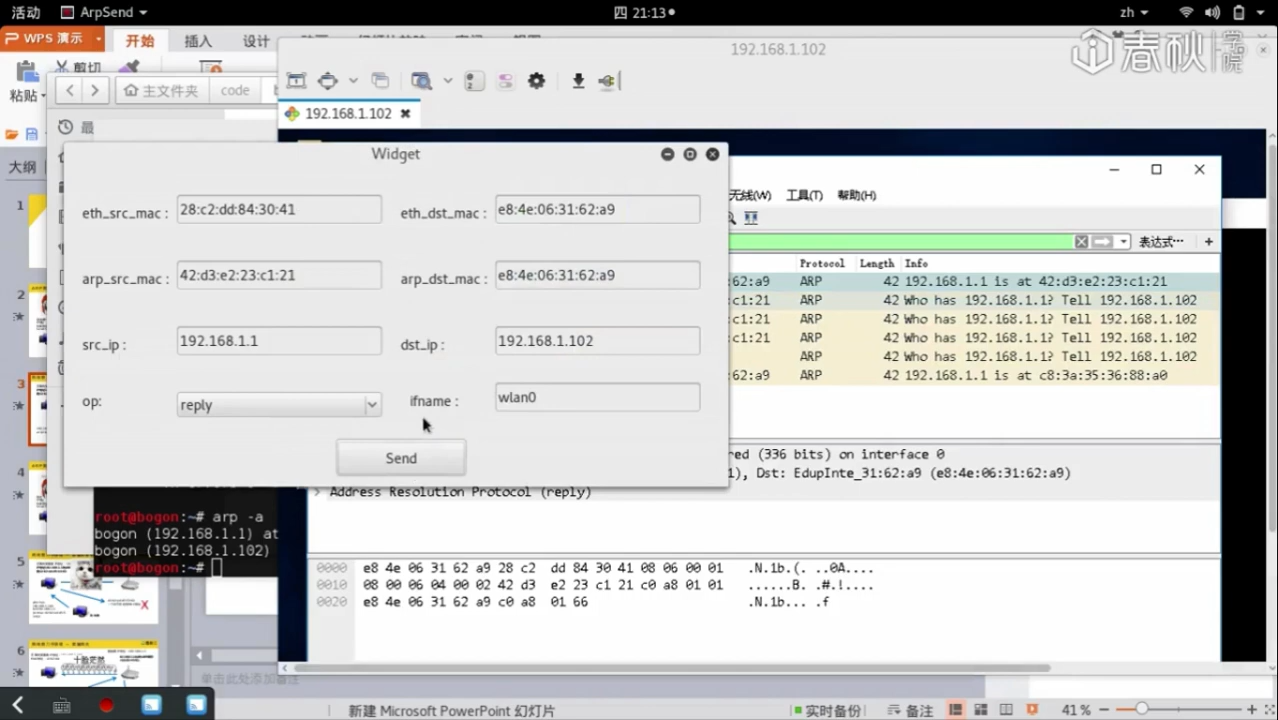 活动 ArpSend 四 21:13 zh
WPS 演示 开始 插入 设计
192.168.1.102
春秋学院
剪切
粘贴
主文件夹 code
192.168.1.102
最
大纲
Widget
无线(W) 工具(T) 帮助(H)
eth_src_mac : 28:c2:dd:84:30:41 eth_dst_mac : e8:4e:06:31:62:a9
表达式… +
Protocol Length Info
arp_src_mac : 42:d3:e2:23:c1:21 arp_dst_mac : e8:4e:06:31:62:a9
:62:a9 ARP 42 192.168.1.1 is at 42:d3:e2:23:c1:21
:c1:21 ARP 42 Who has 192.168.1.1? Tell 192.168.1.102
:c1:21 ARP 42 Who has 192.168.1.1? Tell 192.168.1.102
:c1:21 ARP 42 Who has 192.168.1.1? Tell 192.168.1.102
:c1:21 ARP 42 Who has 192.168.1.1? Tell 192.168.1.102
:62:a9 ARP 42 192.168.1.1 is at c8:3a:35:36:88:a0
src_ip : 192.168.1.1 dst_ip : 192.168.1.102
op: reply ifname : wlan0
Send
red (336 bits) on interface 0
1), Dst: EdupInte_31:62:a9 (e8:4e:06:31:62:a9)
Address Resolution Protocol (reply)
root@bogon:~# arp -a
bogon (192.168.1.1) at
bogon (192.168.1.102)
root@bogon:~#
0000 e8 4e 06 31 62 a9 28 c2 dd 84 30 41 08 06 00 01 .N.1b.(. ..0A....
0010 08 00 06 04 00 02 42 d3 e2 23 c1 21 c0 a8 01 01 ......B. .#.!....
0020 e8 4e 06 31 62 a9 c0 a8 01 66 .N.1b... .f
1
2
3
4
5
6
单击此处添加备注
新建 Microsoft PowerPoint 幻灯片 实时备份 备注 41 %